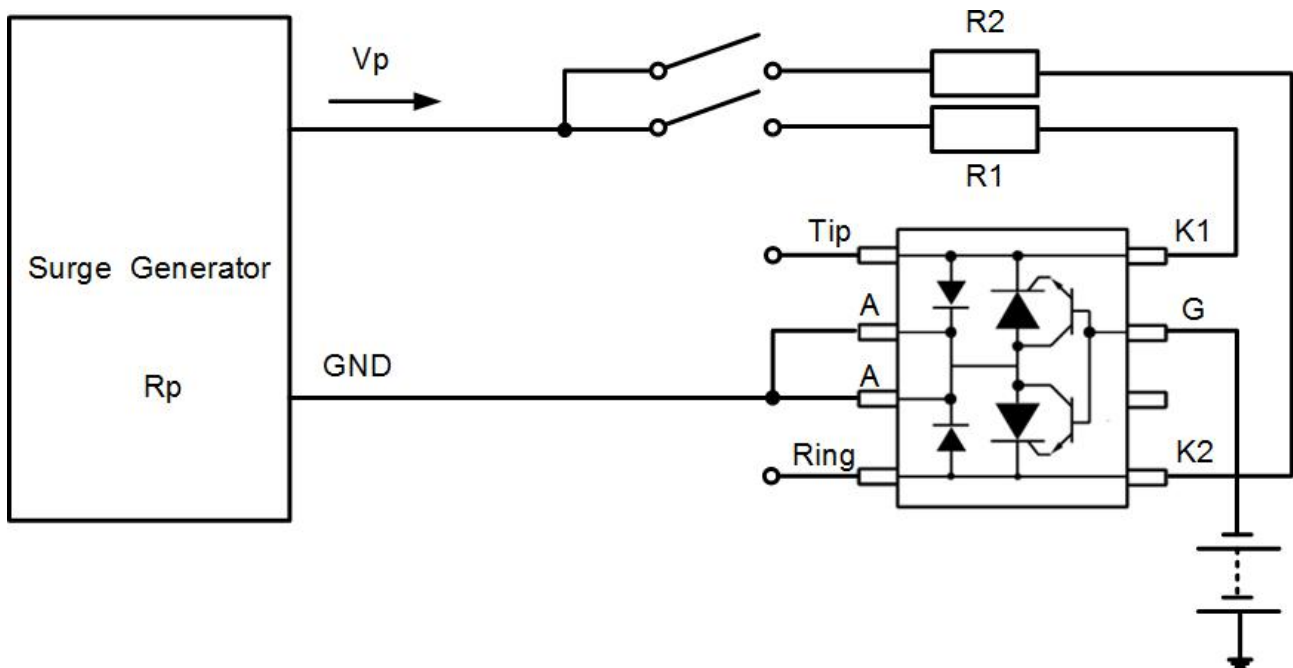 R2
Vp
R1
Tip
K1
Surge Generator
A
G
GND
A
Rp
Ring
K2